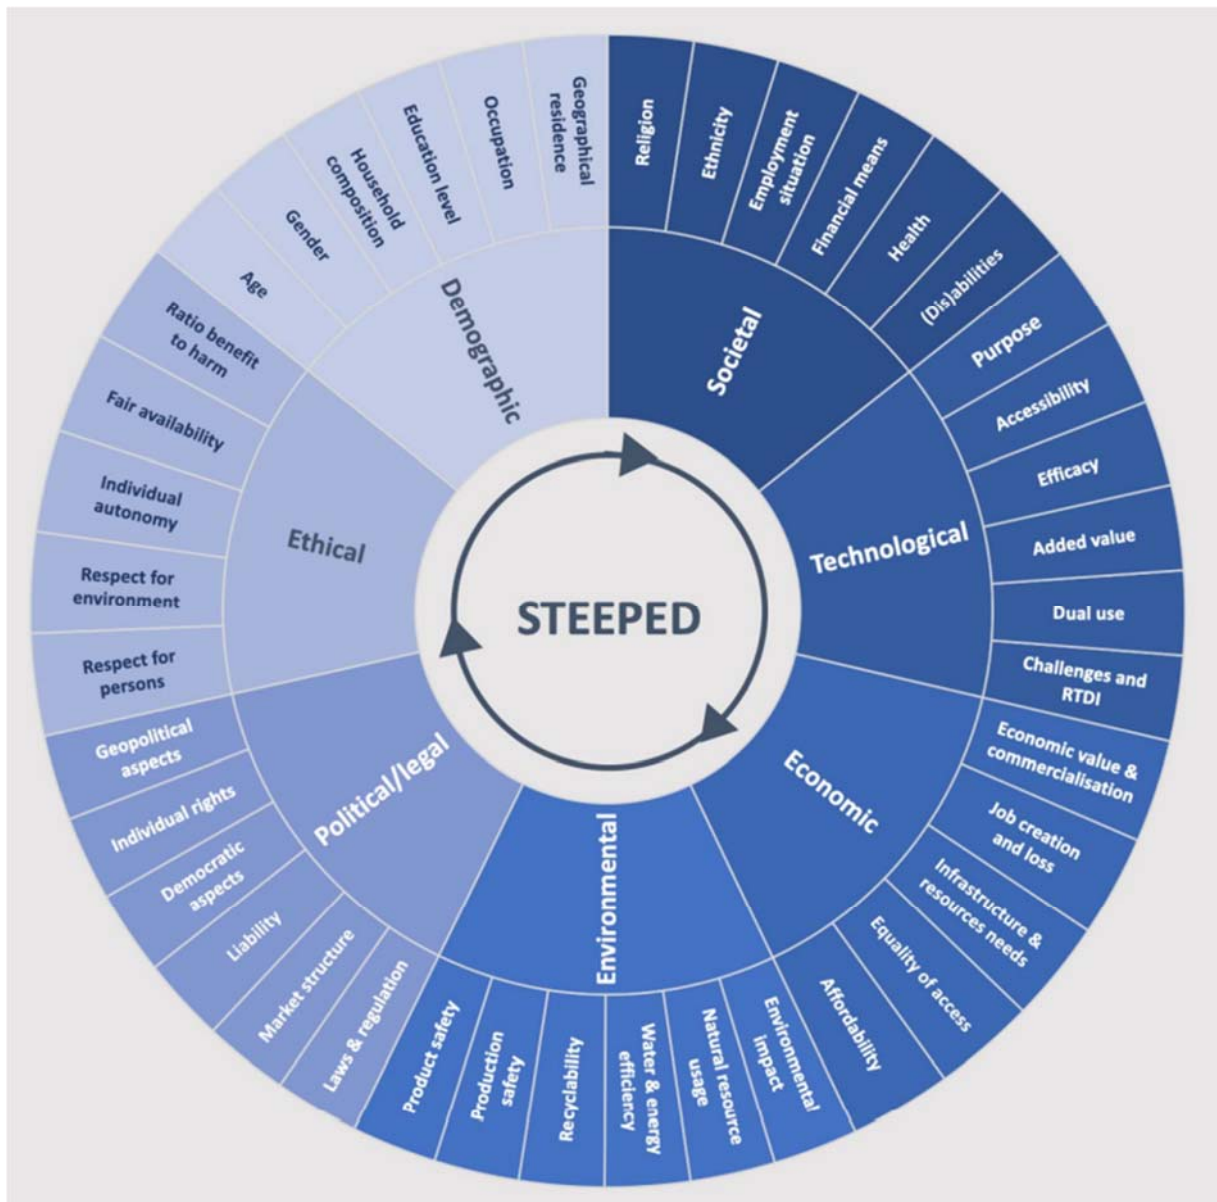 STEEPED
Societal
Religion
Ethnicity
Employment
situation
Financial means
Health
(Dis)abilities
Technological
Purpose
Accessibility
Efficacy
Added value
Dual use
Challenges and
RTDI
Economic
Economic value &
commercialisation
Job creation
and loss
Infrastructure &
resources needs
Equality of access
Affordability
Environmental
Environmental
impact
Natural resource
usage
Water & energy
efficiency
Recyclability
Production
safety
Product safety
Political/legal
Laws & regulation
Market structure
Liability
Democratic
aspects
Individual rights
Geopolitical
aspects
Ethical
Respect for
persons
Respect for
environment
Individual
autonomy
Fair availability
Ratio benefit
to harm
Demographic
Age
Gender
Household
composition
Education level
Occupation
Geographical
residence